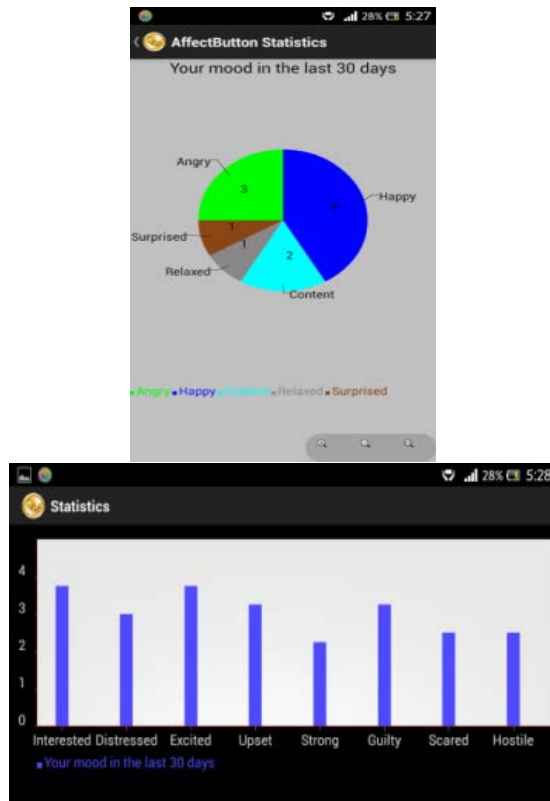 28% 5:27
AffectButton Statistics
Your mood in the last 30 days
Angry
3
Happy
1
Surprised
1
2
Relaxed
Content
Angry Happy Content Relaxed Surprised
28% 5:28
Statistics
4
3
2
1
0
Interested Distressed Excited Upset Strong Guilty Scared Hostile
Your mood in the last 30 days